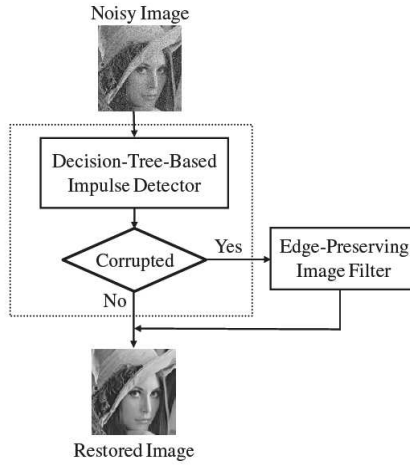 Noisy Image
Decision-Tree-Based
Impulse Detector
Corrupted
Yes
Edge-Preserving
Image Filter
No
Restored Image